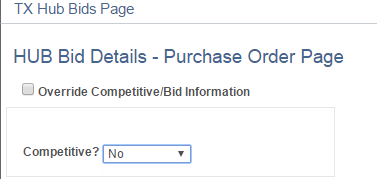 TX Hub Bids Page
HUB Bid Details - Purchase Order Page
Override Competitive/Bid Information
Competitive? No